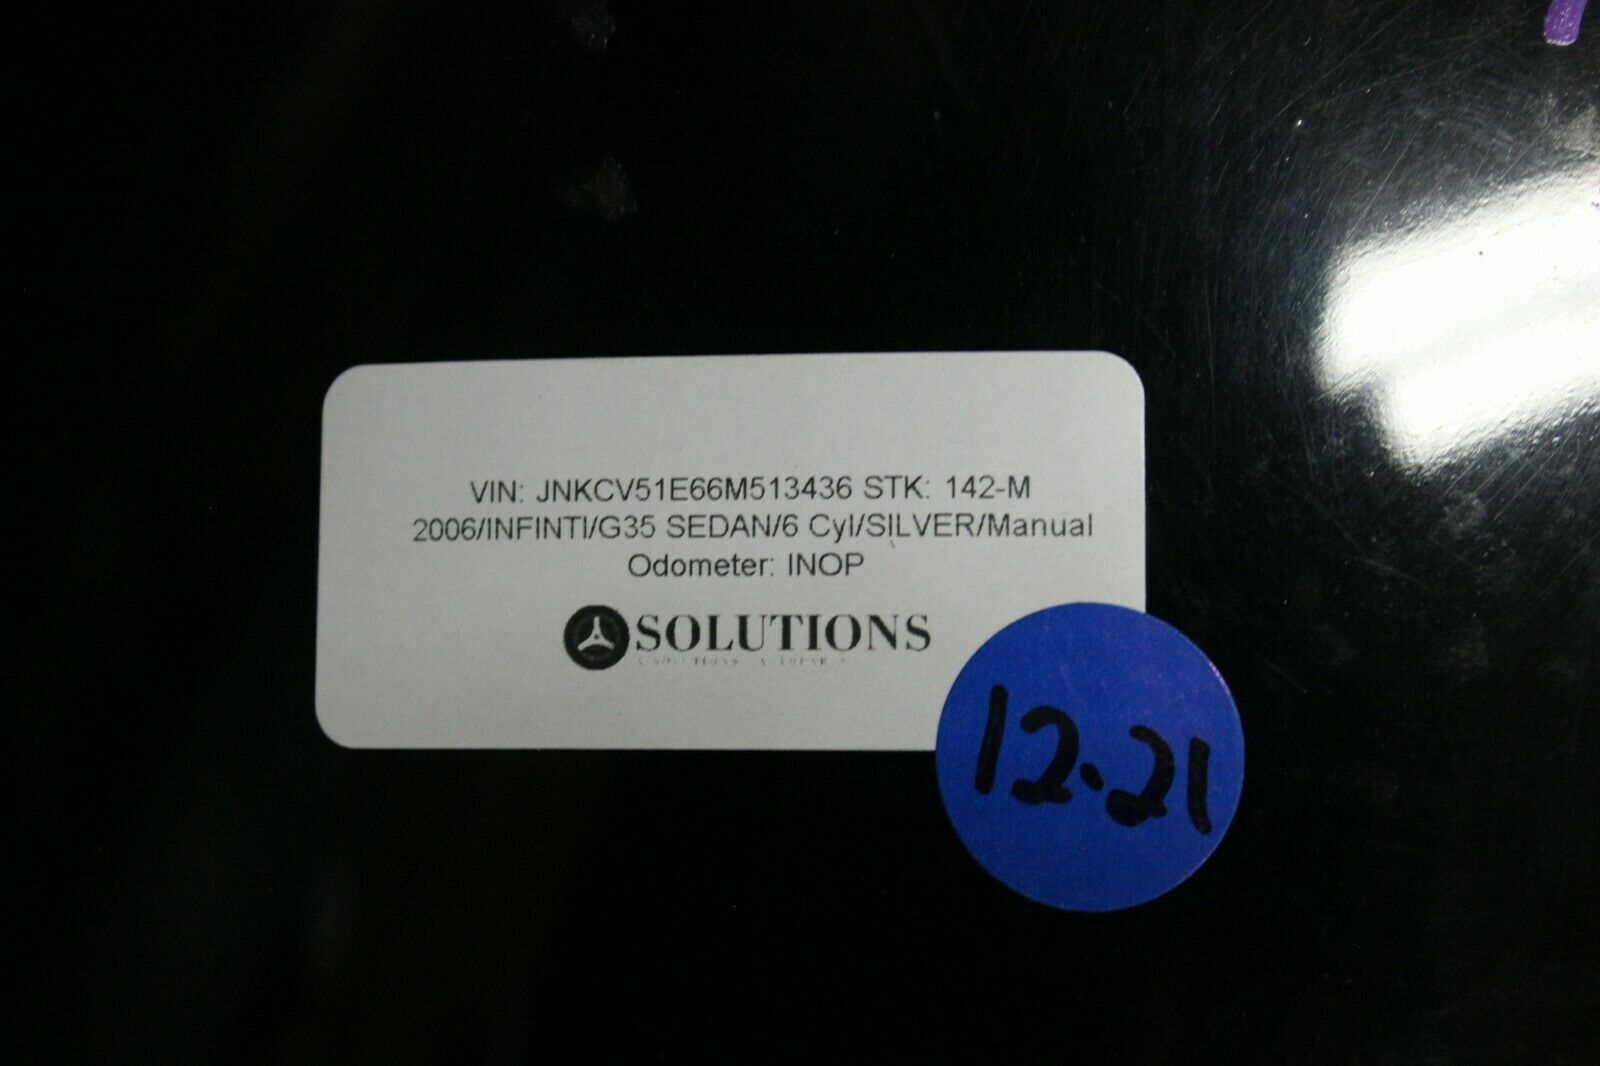 VIN: JNKCV51E66M513436 STK: 142-M
2006/INFINTI/G35 SEDAN/6 Cyl/SILVER/Manual
Odometer: INOP
SOLUTIONS
12-21